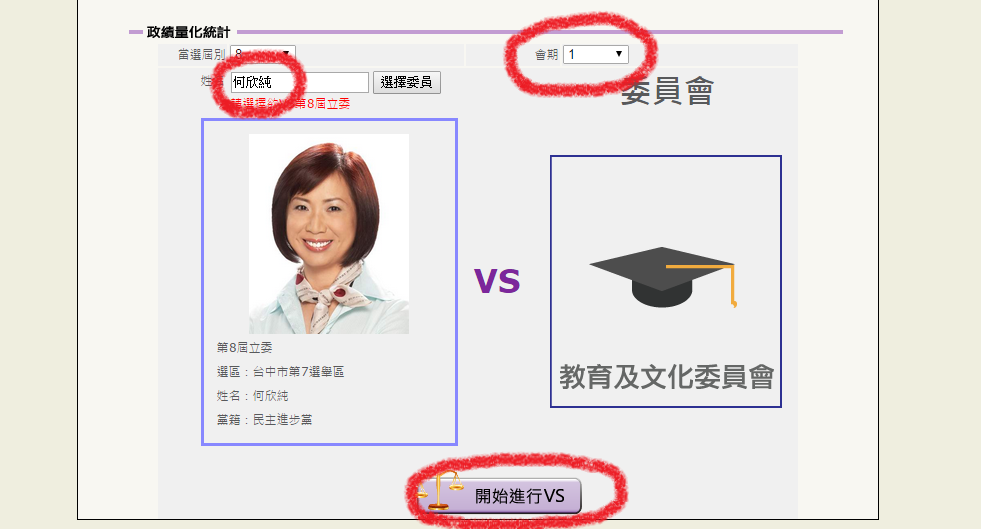 政績量化統計
當選屆別 8
會期 1
姓名 何欣純 選擇委員
第8屆立委
委員會
VS
第8屆立委
選區：台中市第7選舉區
姓名：何欣純
黨籍：民主進步黨
教育及文化委員會
開始進行VS